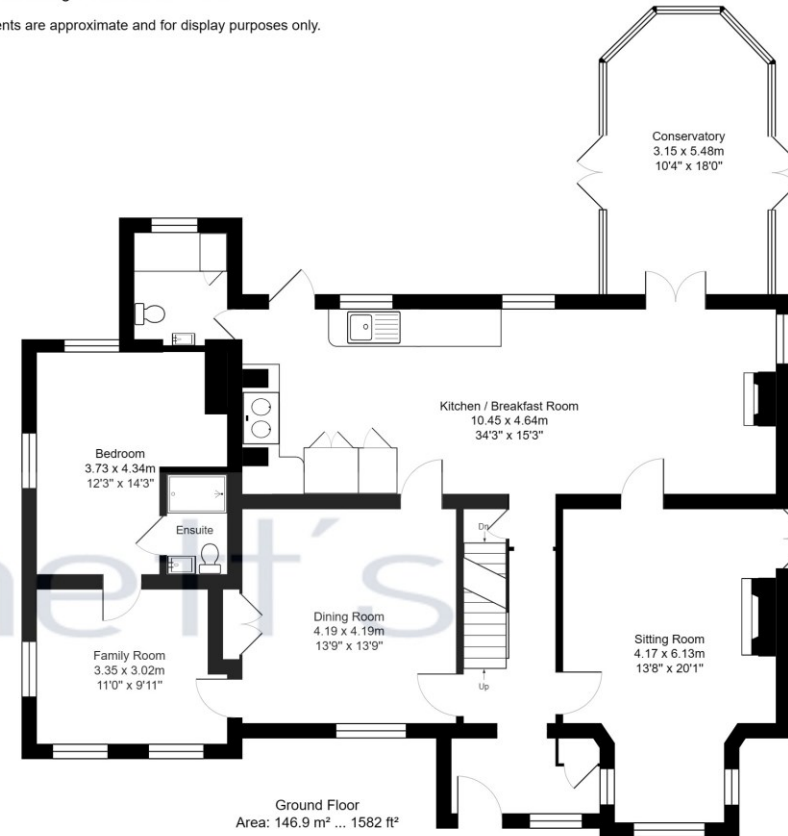 ents are approximate and for display purposes only.
Conservatory
3.15 x 5.48m
10'4" x 18'0"
Kitchen / Breakfast Room
10.45 x 4.64m
34'3" x 15'3"
Bedroom
3.73 x 4.34m
12'3" x 14'3"
Ensuite
Dn
Dining Room
4.19 x 4.19m
13'9" x 13'9"
Family Room
3.35 x 3.02m
11'0" x 9'11"
Sitting Room
4.17 x 6.13m
13'8" x 20'1"
Up
Ground Floor
Area: 146.9 m² ... 1582 ft²